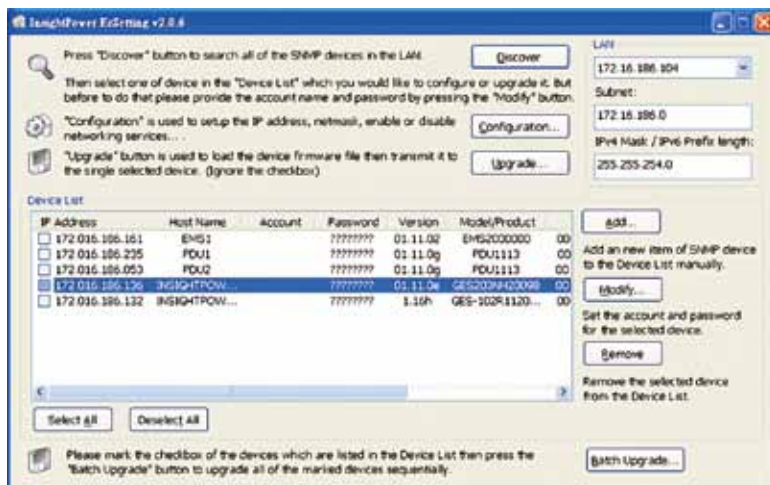 InsightPower EzSetting v2.0.6
Press "Discover" button to search all of the SNMP devices in the LAN.
Discover
Then select one of device in the "Device List" which you would like to configure or upgrade it. But
before to do that please provide the account name and password by pressing the "Modify" button.
"Configuration" is used to setup the IP address, netmask, enable or disable
networking services... .
Configuration...
"Upgrade" button is used to load the device firmware file then transmit it to
the single selected device. (Ignore the checkbox)
Upgrade...
LAN
172.16.186.104
Subnet:
172.16.186.0
IPv4 Mask / IPv6 Prefix length:
255.255.254.0
Device List
IP Address Host Name Account Password Version Model/Product
172.016.186.161 EMS1 ???????? 01.11.02 EMS2000000 00
172.016.186.235 PDU1 ???????? 01.11.0g PDU1113 00
172.016.186.053 PDU2 ???????? 01.11.0g PDU1113 00
172.016.186.136 INSIGHTPOW... ???????? 01.11.0e GES203NH20098 00
172.016.186.132 INSIGHTPOW... ???????? 1.16h GES-102R1120... 00
Add...
Add an new item of SNMP device
to the Device List manually.
Modify...
Set the account and password
for the selected device.
Remove
Remove the selected device
from the Device List.
Select All
Deselect All
Please mark the checkbox of the devices which are listed in the Device List then press the
"Batch Upgrade" button to upgrade all of the marked devices sequentially.
Batch Upgrade...